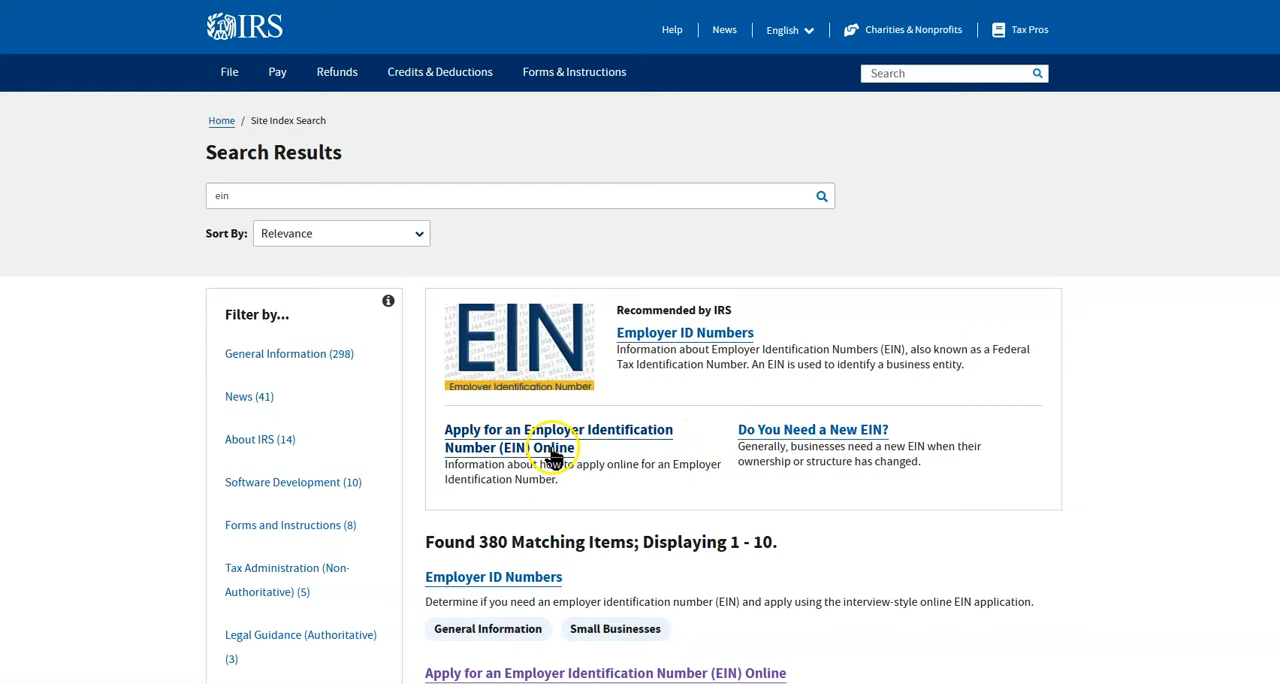 IRS
Help
News
English
Charities & Nonprofits
Tax Pros
File
Pay
Refunds
Credits & Deductions
Forms & Instructions
Search
Home / Site Index Search
Search Results
ein
Sort By:
Relevance
Filter by...
General Information (298)
News (41)
About IRS (14)
Software Development (10)
Forms and Instructions (8)
Tax Administration (Non-
Authoritative) (5)
Legal Guidance (Authoritative)
(3)
EIN
Employer Identification Number
Recommended by IRS
Employer ID Numbers
Information about Employer Identification Numbers (EIN), also known as a Federal
Tax Identification Number. An EIN is used to identify a business entity.
Apply for an Employer Identification
Number (EIN) Online
Information about how to apply online for an Employer
Identification Number.
Do You Need a New EIN?
Generally, businesses need a new EIN when their
ownership or structure has changed.
Found 380 Matching Items; Displaying 1 - 10.
Employer ID Numbers
Determine if you need an employer identification number (EIN) and apply using the interview-style online EIN application.
General Information
Small Businesses
Apply for an Employer Identification Number (EIN) Online